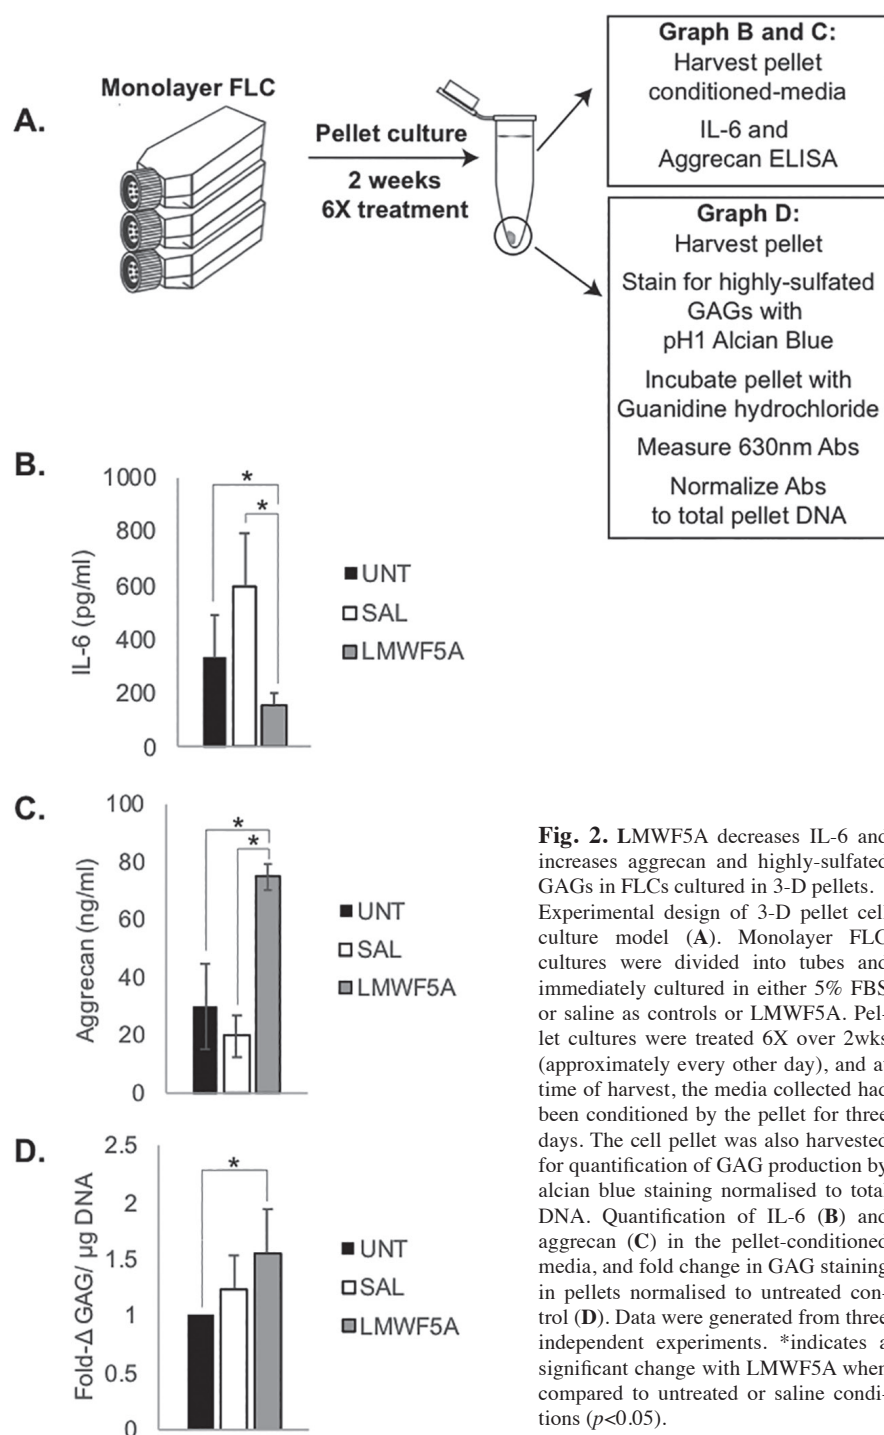 A.
Monolayer FLC
Pellet culture
2 weeks
6X treatment
Graph B and C:
Harvest pellet
conditioned-media
IL-6 and
Aggrecan ELISA
Graph D:
Harvest pellet
Stain for highly-sulfated
GAGs with
pH1 Alcian Blue
Incubate pellet with
Guanidine hydrochloride
Measure 630nm Abs
Normalize Abs
to total pellet DNA
B.
IL-6 (pg/ml)
1000
800
600
400
200
0
*
*
UNT
SAL
LMWF5A
C.
Aggrecan (ng/ml)
100
80
60
40
20
0
*
*
UNT
SAL
LMWF5A
D.
Fold-Δ GAG/ µg DNA
2.5
2
1.5
1
0.5
0
*
UNT
SAL
LMWF5A
Fig. 2. LMWF5A decreases IL-6 and
increases aggrecan and highly-sulfated
GAGs in FLCs cultured in 3-D pellets.
Experimental design of 3-D pellet cell
culture model (A). Monolayer FLC
cultures were divided into tubes and
immediately cultured in either 5% FBS
or saline as controls or LMWF5A. Pel-
let cultures were treated 6X over 2wks
(approximately every other day), and at
time of harvest, the media collected had
been conditioned by the pellet for three
days. The cell pellet was also harvested
for quantification of GAG production by
alcian blue staining normalised to total
DNA. Quantification of IL-6 (B) and
aggrecan (C) in the pellet-conditioned
media, and fold change in GAG staining
in pellets normalised to untreated con-
trol (D). Data were generated from three
independent experiments. *indicates a
significant change with LMWF5A when
compared to untreated or saline condi-
tions (p<0.05).